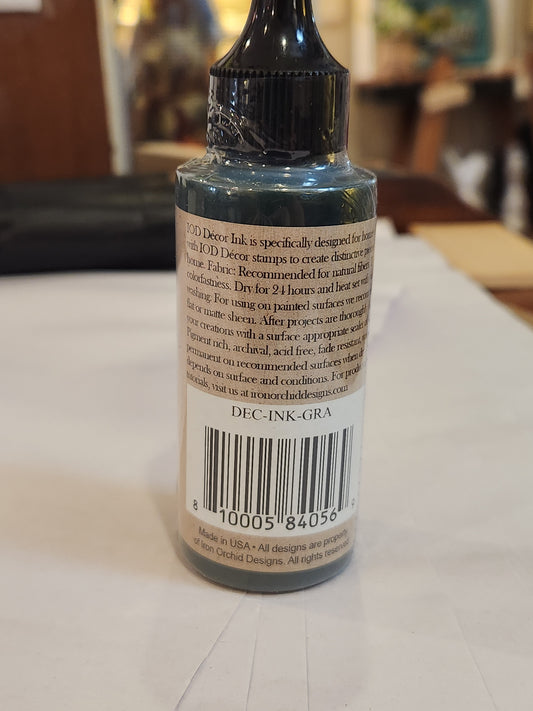 IOD Décor Ink is specifically designed for
with IOD Décor stamps to create distinctive
home. Fabric: Recommended for natural fibers
colorfastness. Dry for 24 hours and heat set
washing. For using on painted surfaces we
flat or matte sheen. After projects are thoroughly
your creations with a surface appropriate sealer
Pigment rich, archival, acid free, fade resistant,
permanent on recommended surfaces when
depends on surface and conditions. For
tutorials, visit us at ironorchiddesigns.com
DEC-INK-GRA
8 10005 84056 9
Made in USA • All designs are property
of Iron Orchid Designs. All rights reserved.